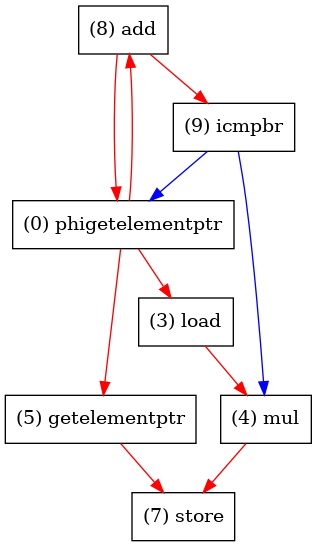 (8) add
(9) icmpbr
(0) phigetelementptr
(3) load
(5) getelementptr
(4) mul
(7) store